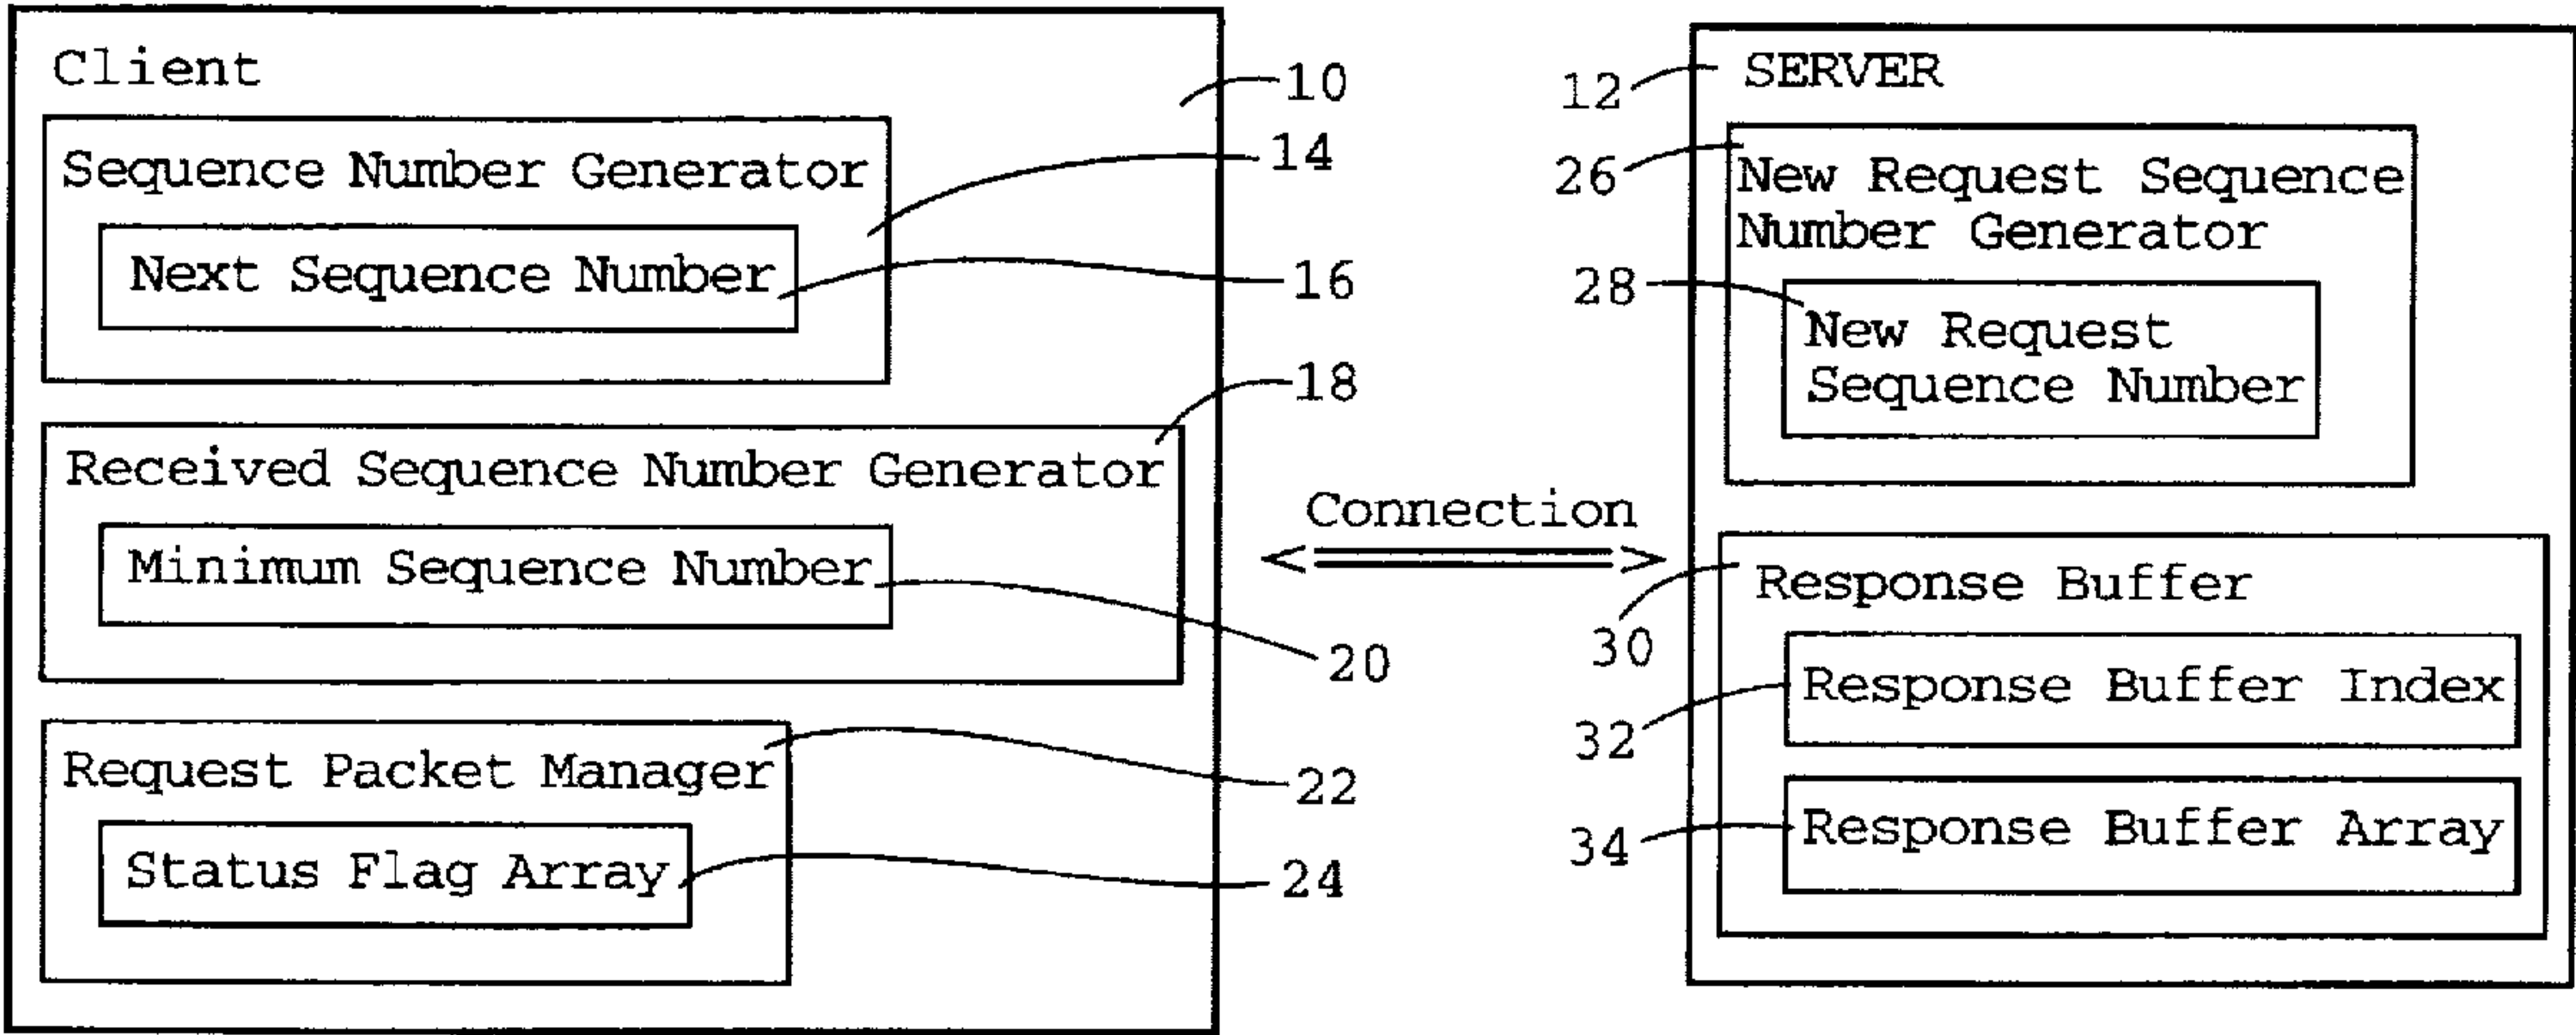 Client
10
Sequence Number Generator
14
Next Sequence Number
16
18
Received Sequence Number Generator
Minimum Sequence Number
20
Request Packet Manager
22
Status Flag Array
24
Connection
12
SERVER
26
New Request Sequence
Number Generator
28
New Request
Sequence Number
30
Response Buffer
32
Response Buffer Index
34
Response Buffer Array